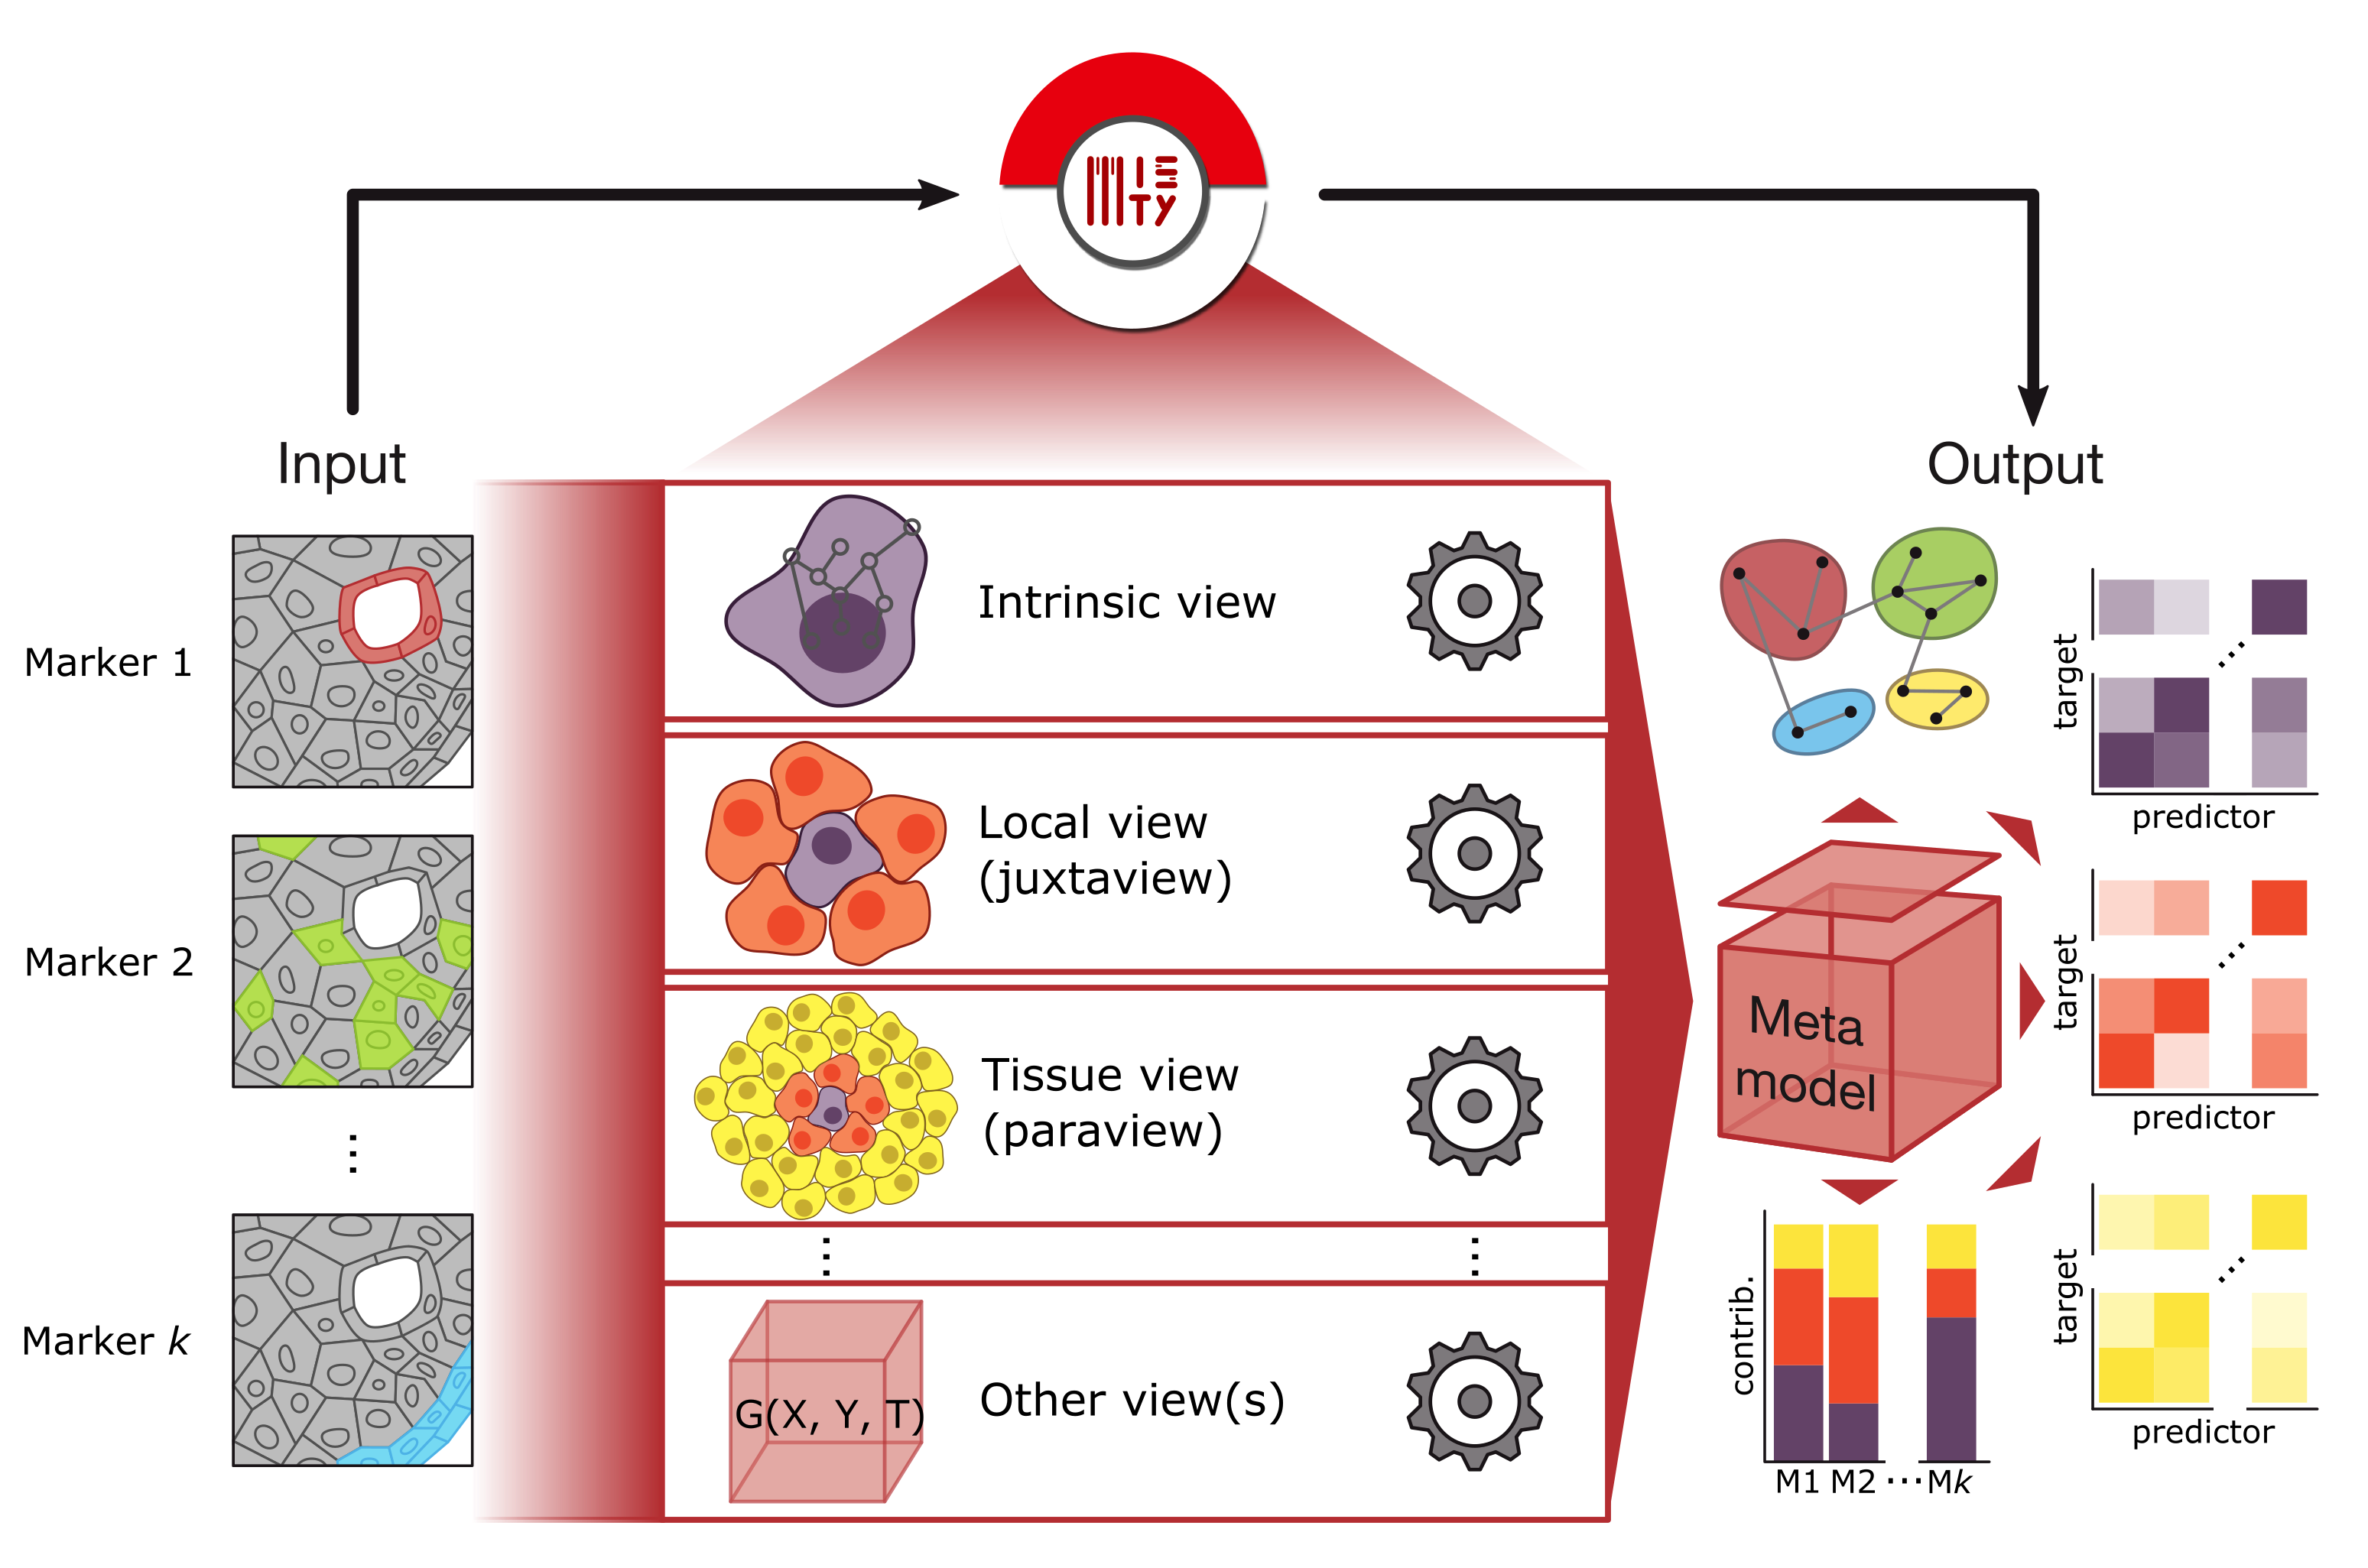 MISTy
Input
Output
Marker 1
Marker 2
⋮
Marker k
Intrinsic view
Local view
(juxtaview)
Tissue view
(paraview)
⋮
⋮
G(X, Y, T)
Other view(s)
Meta
model
target
predictor
target
predictor
target
predictor
contrib.
M1 M2 ··· Mk